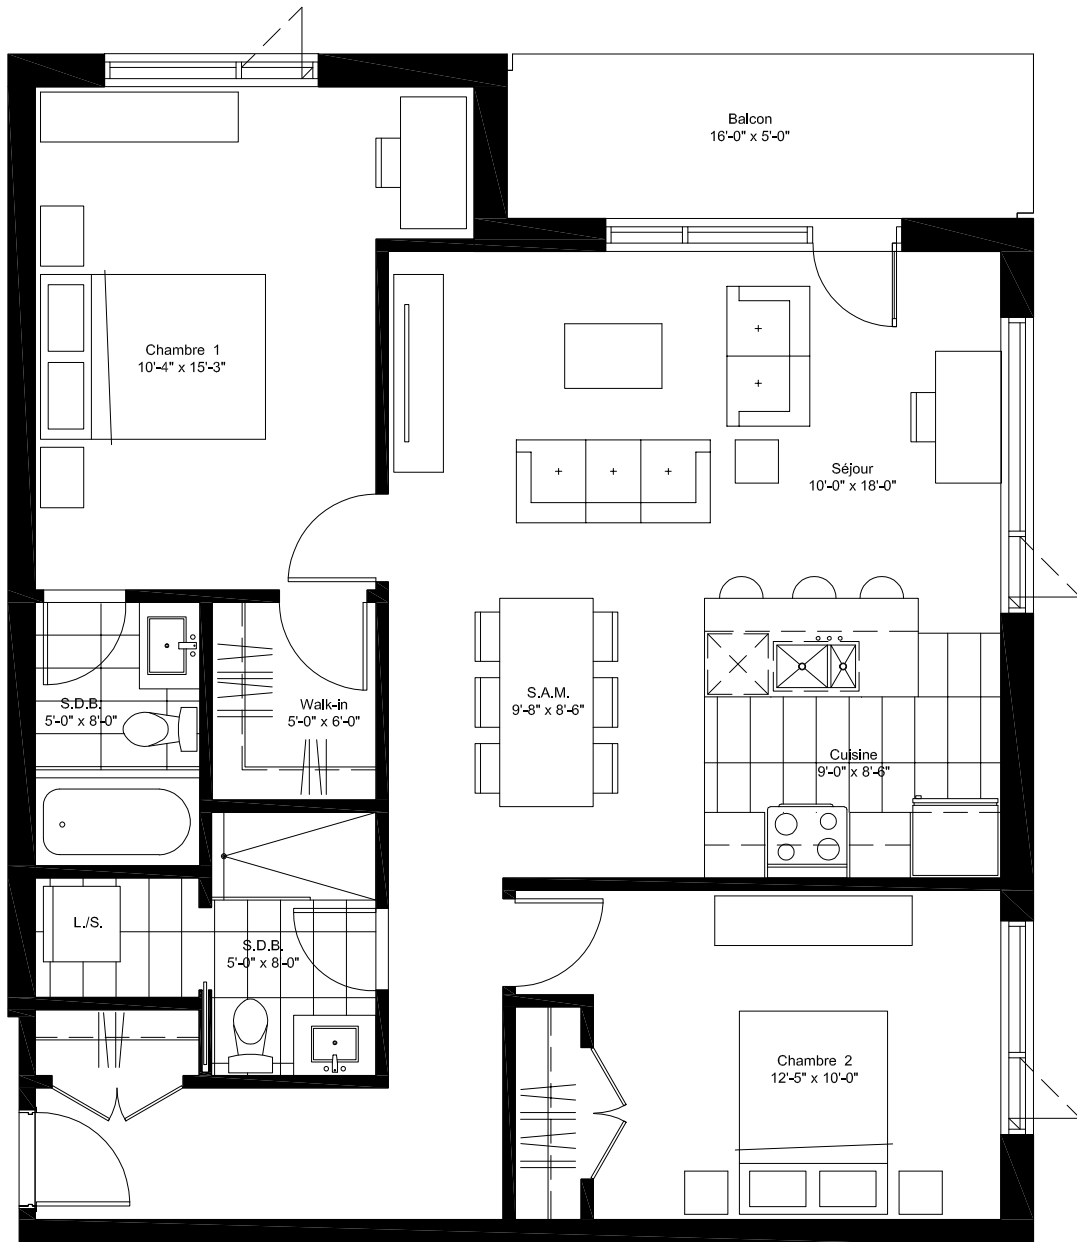 Balcon
16'-0" x 5'-0"
Chambre 1
10'-4" x 15'-3"
Séjour
10'-0" x 18'-0"
S.D.B.
5'-0" x 8'-0"
Walk-in
5'-0" x 6'-0"
S.A.M.
9'-8" x 8'-6"
Cuisine
9'-0" x 8'-6"
L./S.
S.D.B.
5'-0" x 8'-0"
Chambre 2
12'-5" x 10'-0"